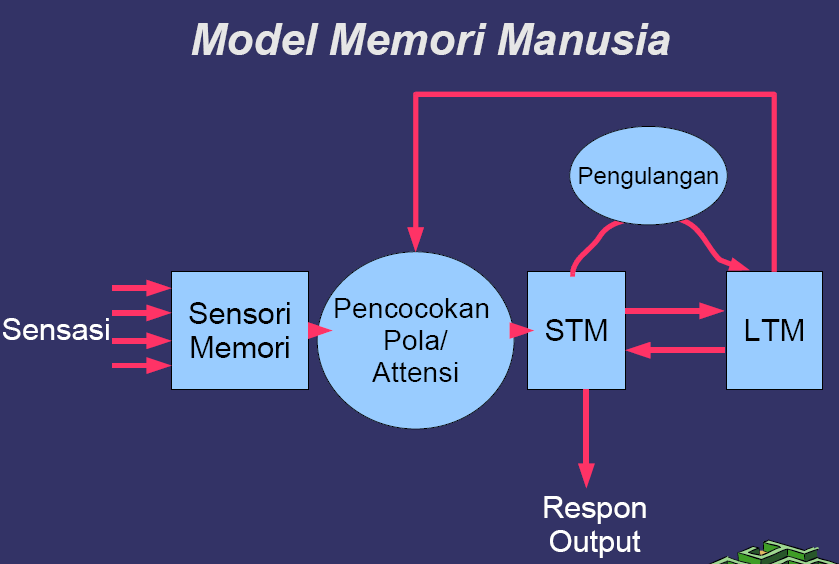 Model Memori Manusia
Pengulangan
Sensasi
Sensori
Memori
Pencocokan
Pola/
Attensi
STM
LTM
Respon
Output